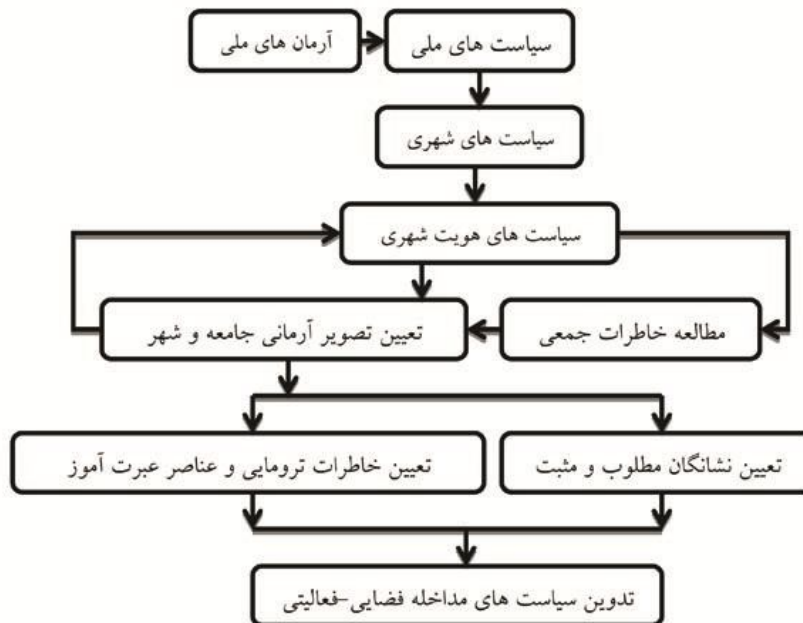 آرمان های ملی
سیاست های ملی
سیاست های شهری
سیاست های هویت شهری
مطالعه خاطرات جمعی
تعیین تصویر آرمانی جامعه و شهر
تعیین نشانگان مطلوب و مثبت
تعیین خاطرات ترومایی و عناصر عبرت آموز
تدوین سیاست های مداخله فضایی-فعالیتی